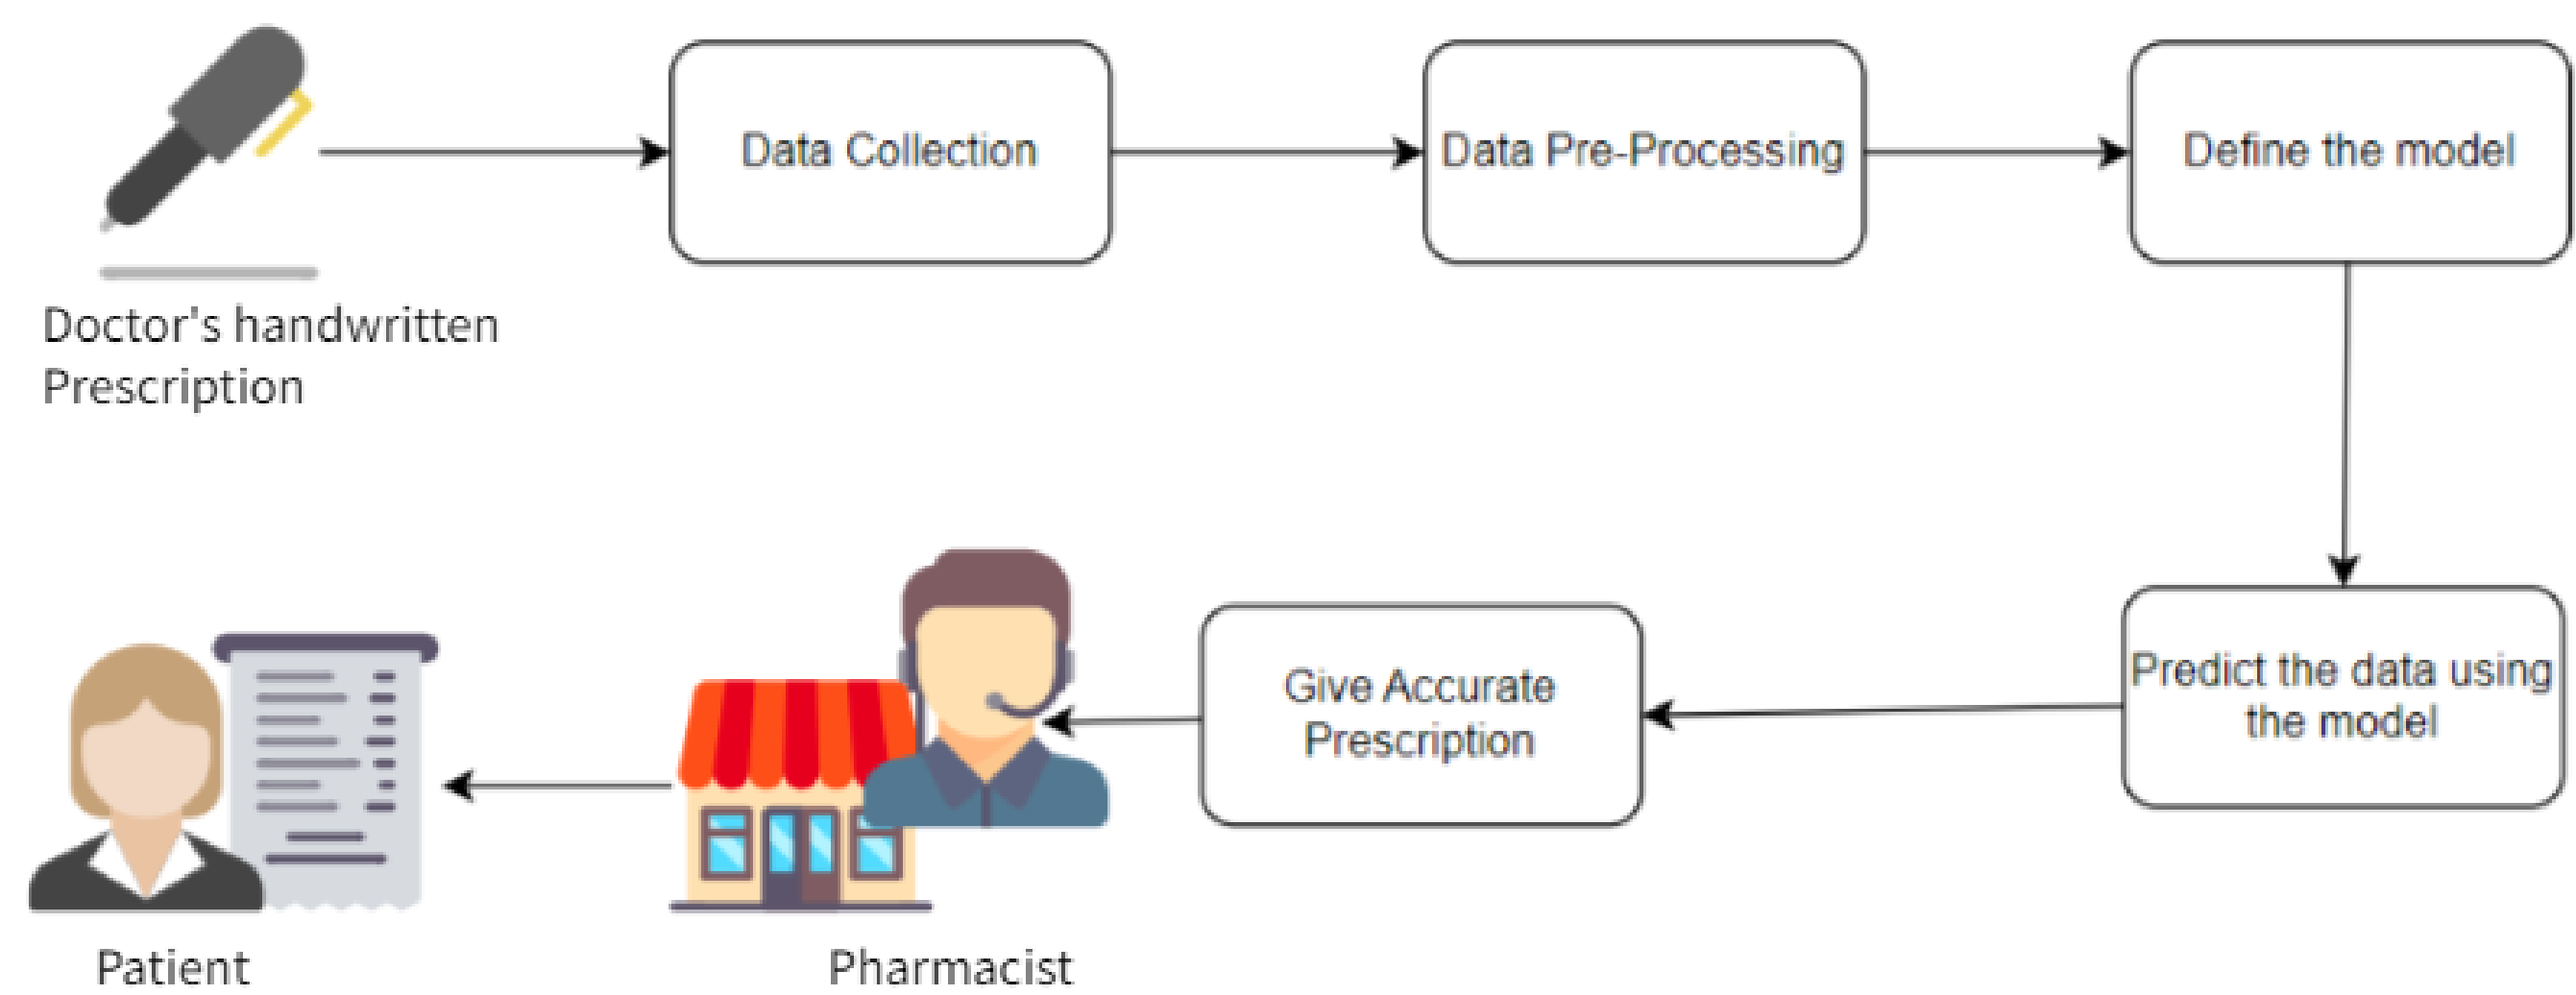 Data Collection
Data Pre-Processing
Define the model
Doctor's handwritten
Prescription
Predict the data using
the model
Give Accurate
Prescription
Pharmacist
Patient